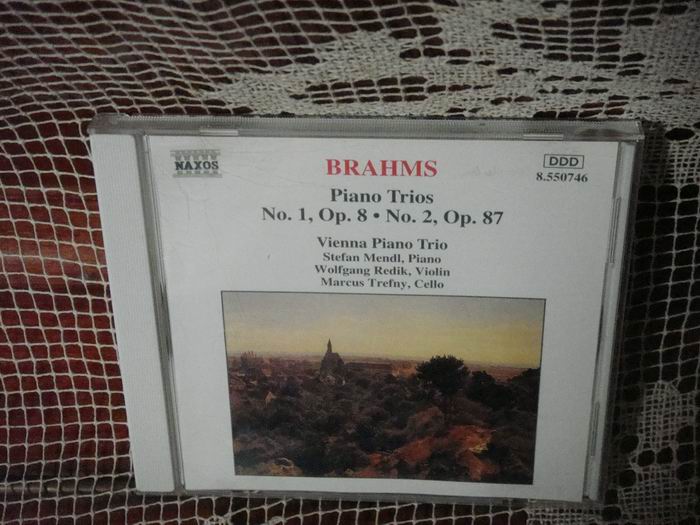 NAXOS
BRAHMS
DDD
8.550746
Piano Trios
No. 1, Op. 8 • No. 2, Op. 87
Vienna Piano Trio
Stefan Mendl, Piano
Wolfgang Redik, Violin
Marcus Trefny, Cello